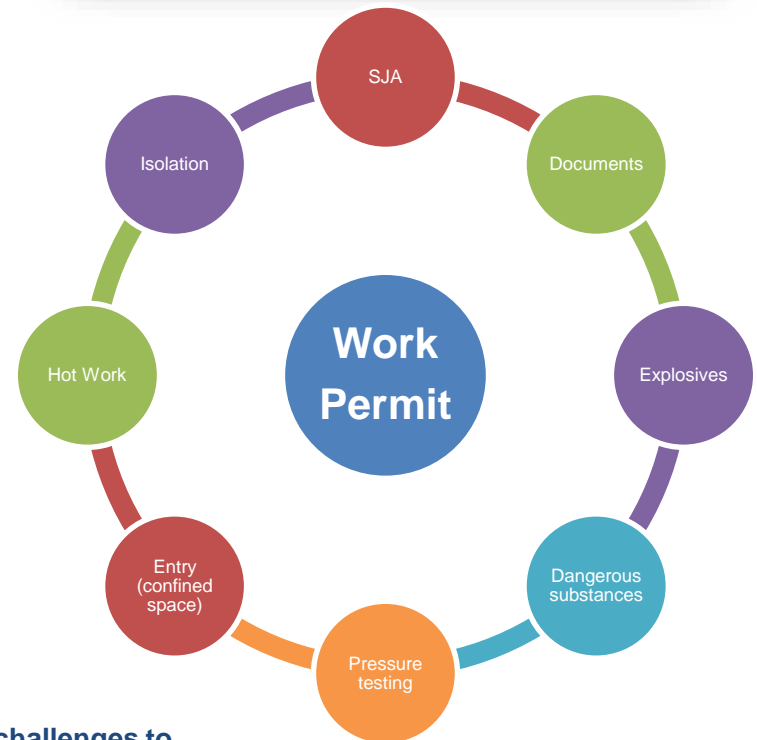 SJA
Isolation
Documents
Work
Permit
Hot Work
Explosives
Entry
(confined
space)
Dangerous
substances
Pressure
testing
challenges to